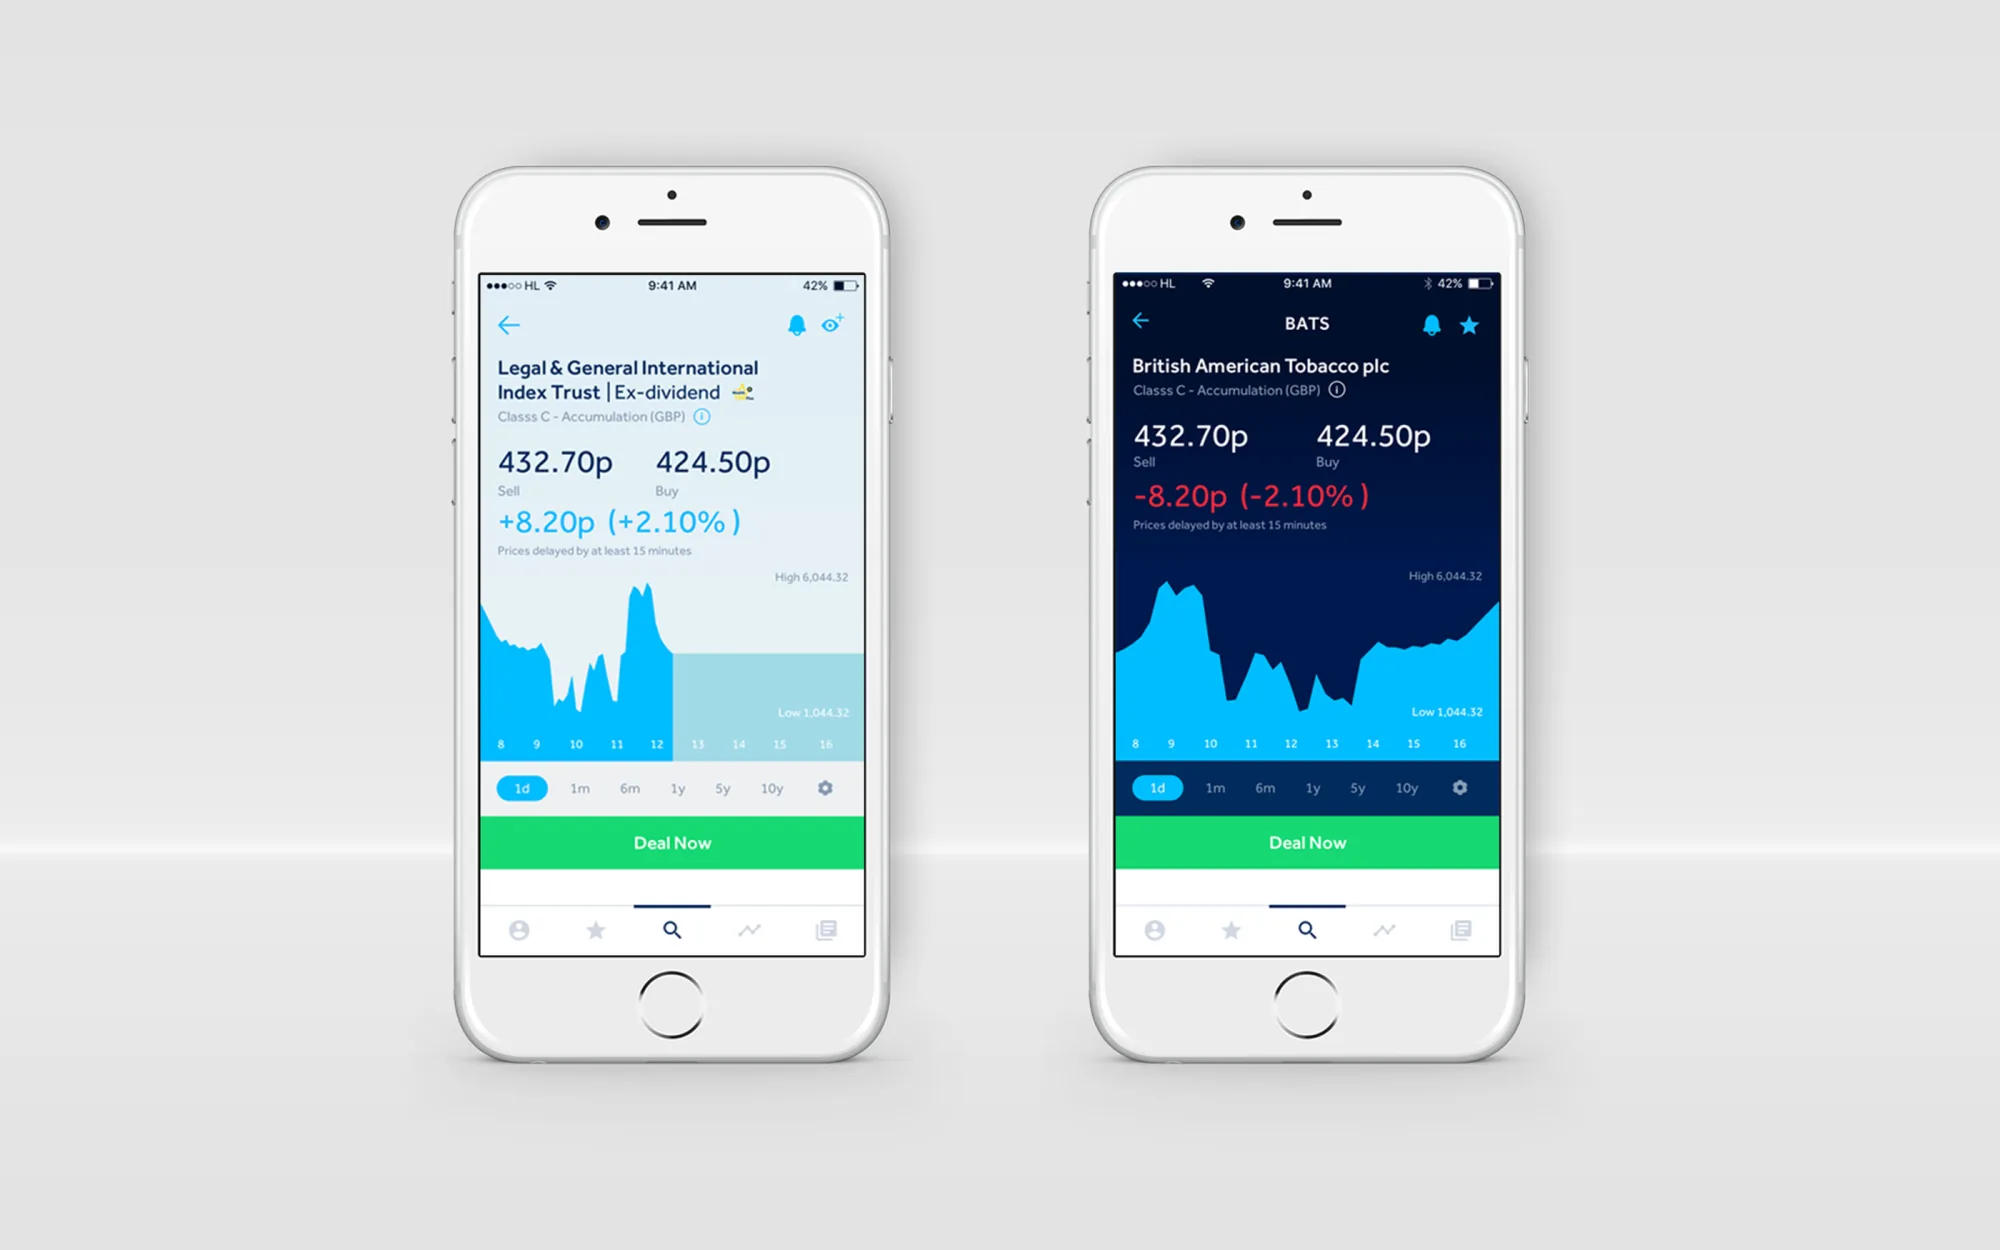 HL
9:41 AM
42%
Legal & General International
Index Trust | Ex-dividend
Classs C - Accumulation (GBP)
432.70p
424.50p
Sell
Buy
+8.20p (+2.10% )
Prices delayed by at least 15 minutes
High 6,044.32
Low 1,044.32
8 9 10 11 12 13 14 15 16
1d 1m 6m 1y 5y 10y
Deal Now
HL
9:41 AM
42%
BATS
British American Tobacco plc
Classs C - Accumulation (GBP)
432.70p
424.50p
Sell
Buy
-8.20p (-2.10% )
Prices delayed by at least 15 minutes
High 6,044.32
Low 1,044.32
8 9 10 11 12 13 14 15 16
1d 1m 6m 1y 5y 10y
Deal Now